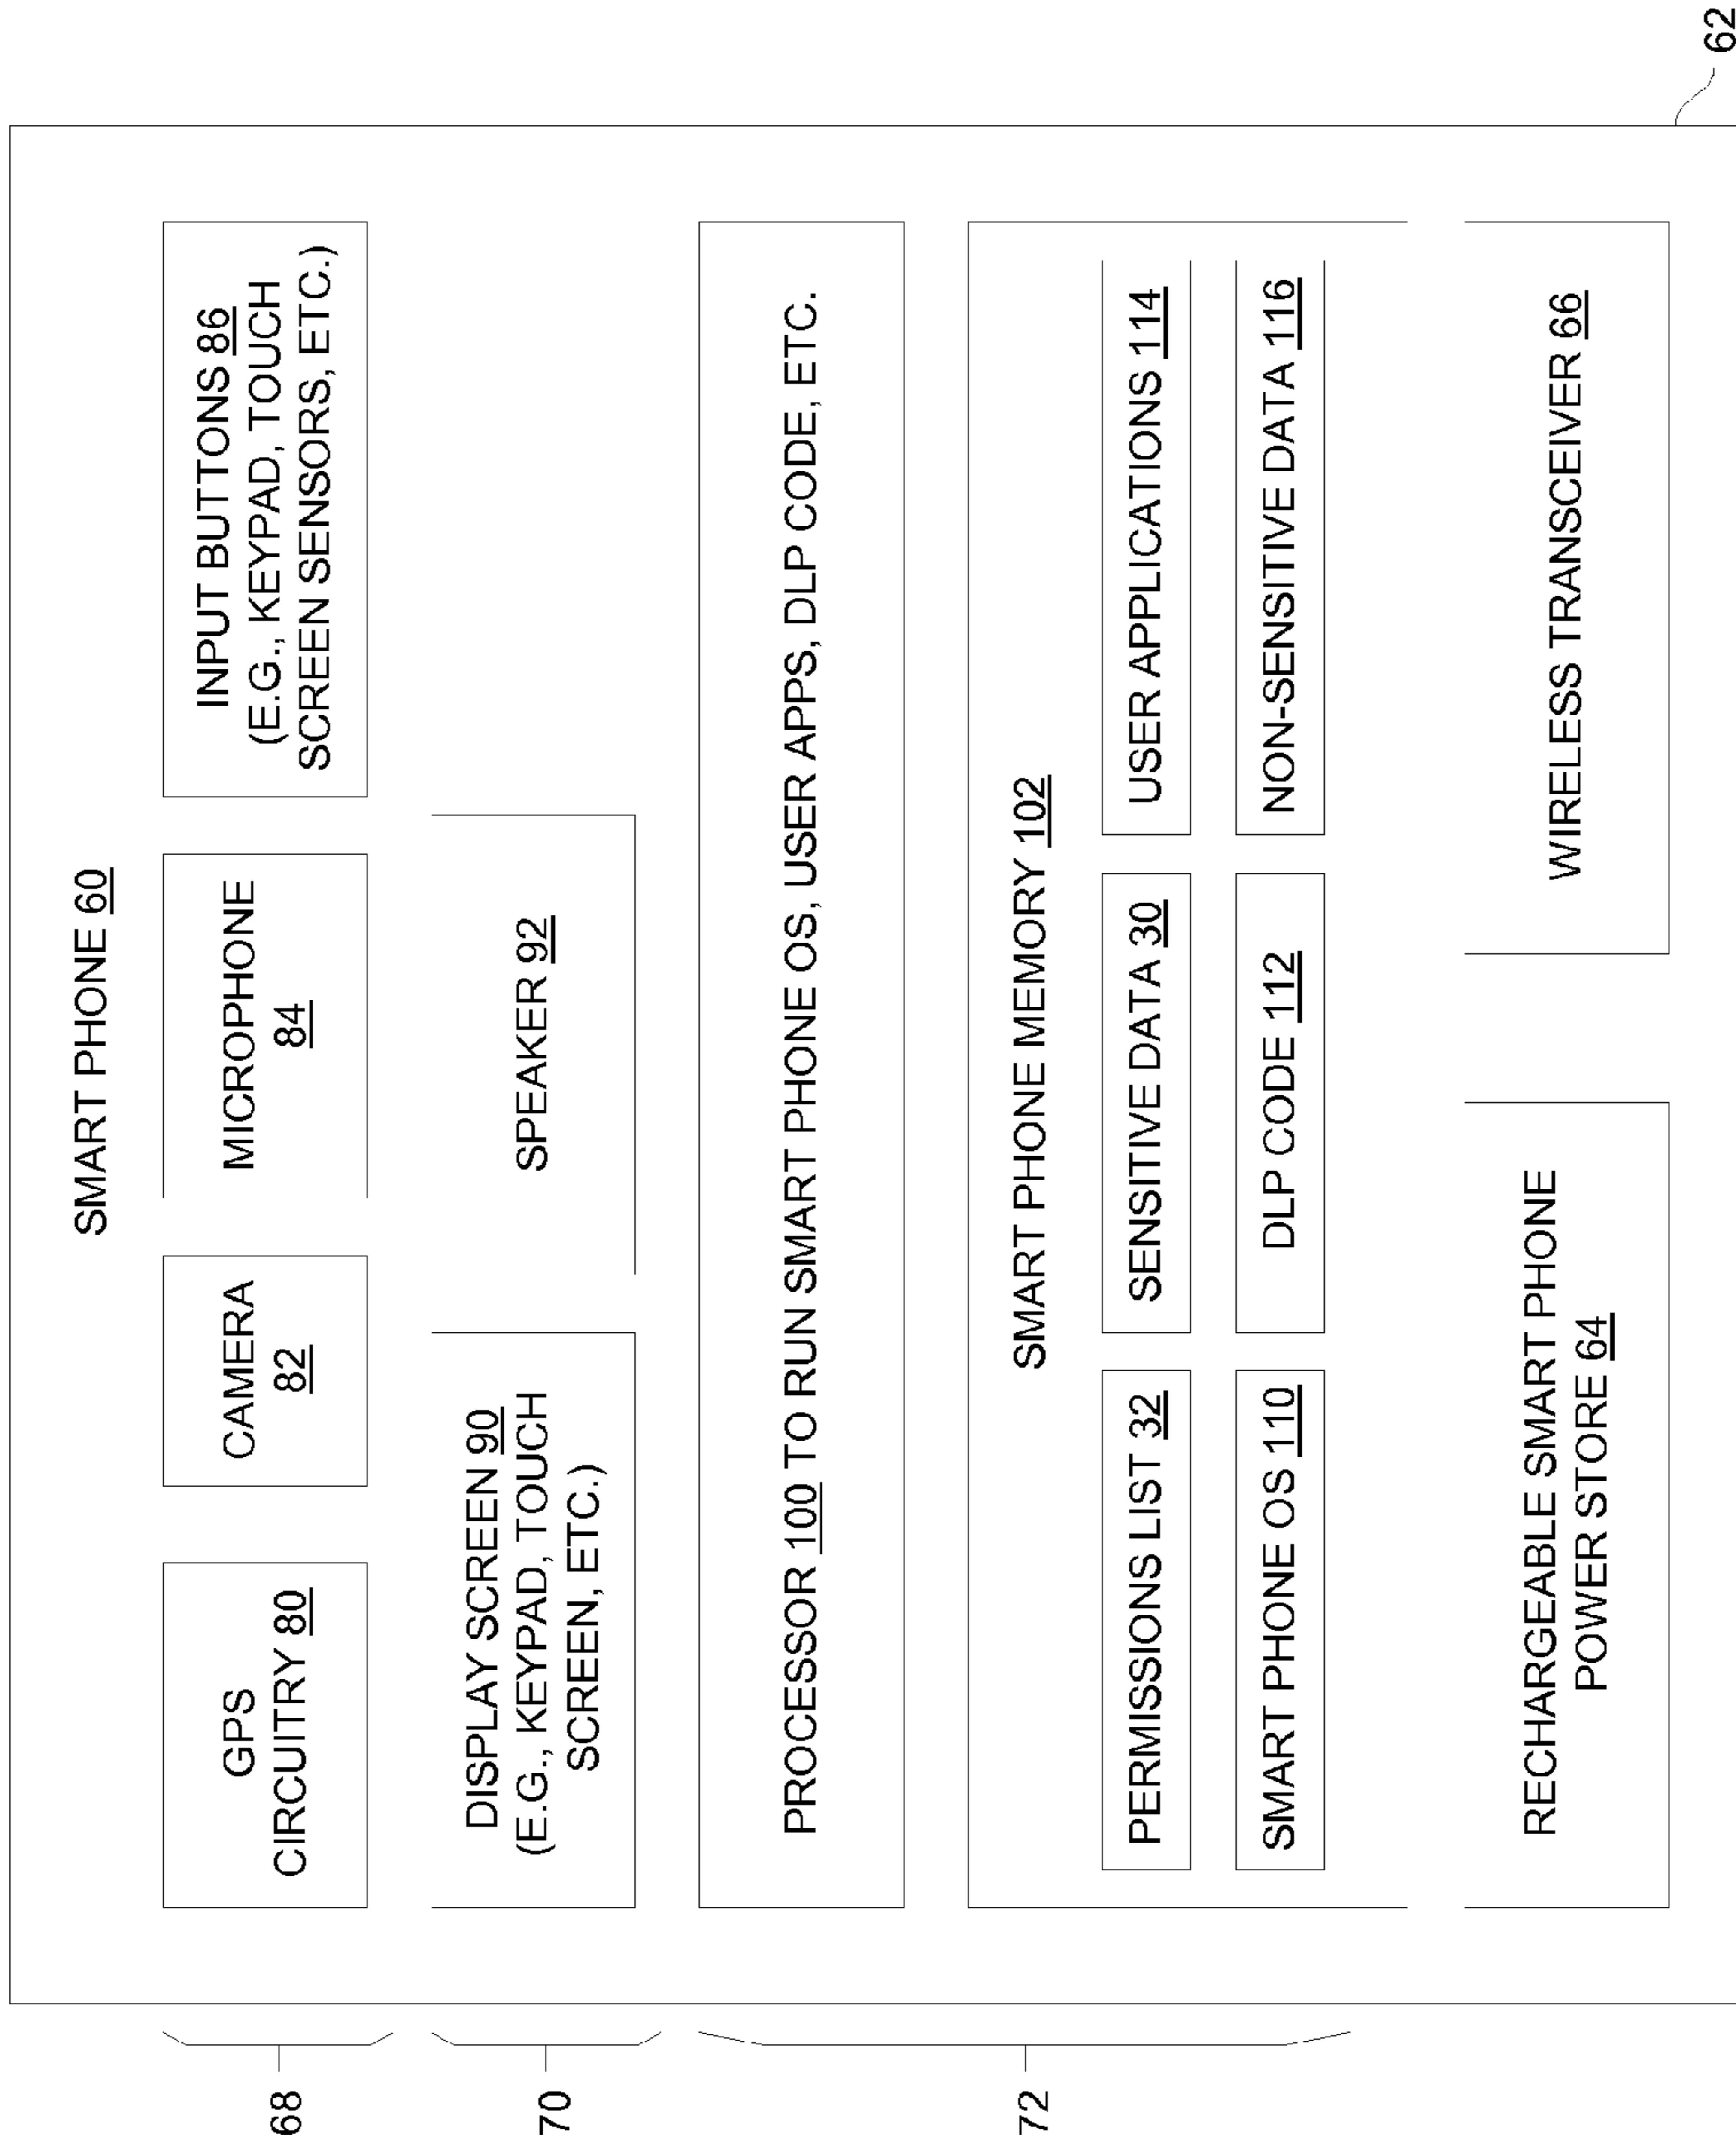 SMART PHONE 60
68
GPS
CIRCUITRY 80
CAMERA
82
MICROPHONE
84
INPUT BUTTONS 86
(E.G., KEYPAD, TOUCH
SCREEN SENSORS, ETC.)
70
DISPLAY SCREEN 90
(E.G., KEYPAD, TOUCH
SCREEN, ETC.)
SPEAKER 92
72
PROCESSOR 100 TO RUN SMART PHONE OS, USER APPS, DLP CODE, ETC.
SMART PHONE MEMORY 102
PERMISSIONS LIST 32
SENSITIVE DATA 30
USER APPLICATIONS 114
SMART PHONE OS 110
DLP CODE 112
NON-SENSITIVE DATA 116
RECHARGEABLE SMART PHONE
POWER STORE 64
WIRELESS TRANSCEIVER 66
62